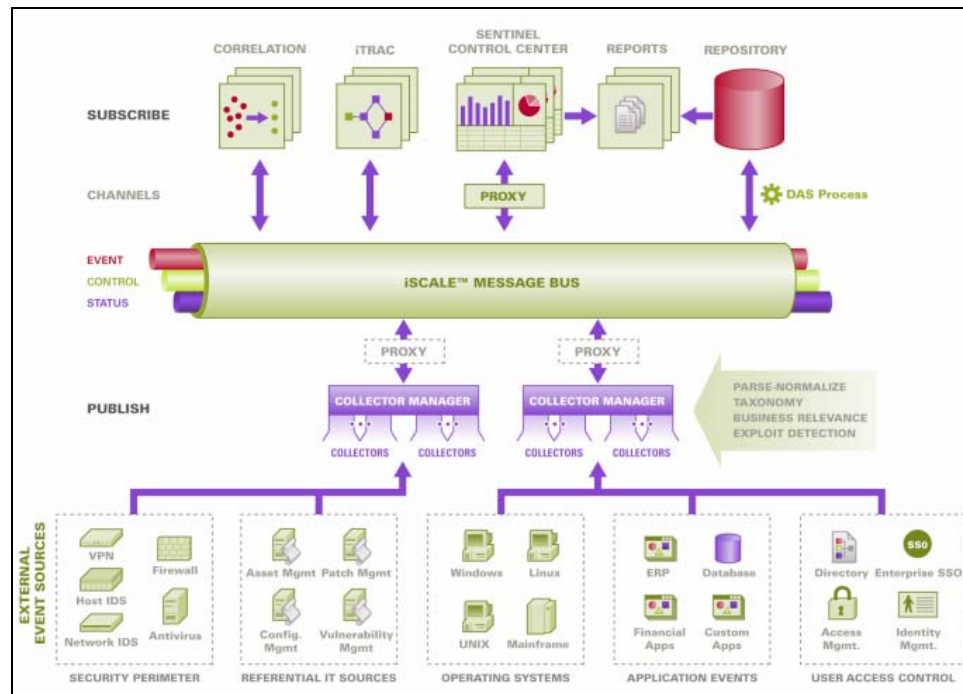 CORRELATION
iTRAC
SENTINEL
CONTROL CENTER
REPORTS
REPOSITORY
SUBSCRIBE
CHANNELS
PROXY
DAS Process
EVENT
CONTROL
STATUS
iSCALE™ MESSAGE BUS
PROXY
PROXY
PUBLISH
COLLECTOR MANAGER
COLLECTORS
COLLECTORS
COLLECTOR MANAGER
COLLECTORS
COLLECTORS
PARSE-NORMALIZE
TAXONOMY
BUSINESS RELEVANCE
EXPLOIT DETECTION
EXTERNAL
EVENT SOURCES
VPN
Firewall
Host IDS
Network IDS
Antivirus
SECURITY PERIMETER
Asset Mgmt
Patch Mgmt
Config.
Mgmt
Vulnerability
Mgmt
REFERENTIAL IT SOURCES
Windows
Linux
UNIX
Mainframe
OPERATING SYSTEMS
ERP
Database
Financial
Apps
Custom
Apps
APPLICATION EVENTS
SSO
Directory
Enterprise SSO
Access
Mgmt.
Identity
Mgmt.
USER ACCESS CONTROL